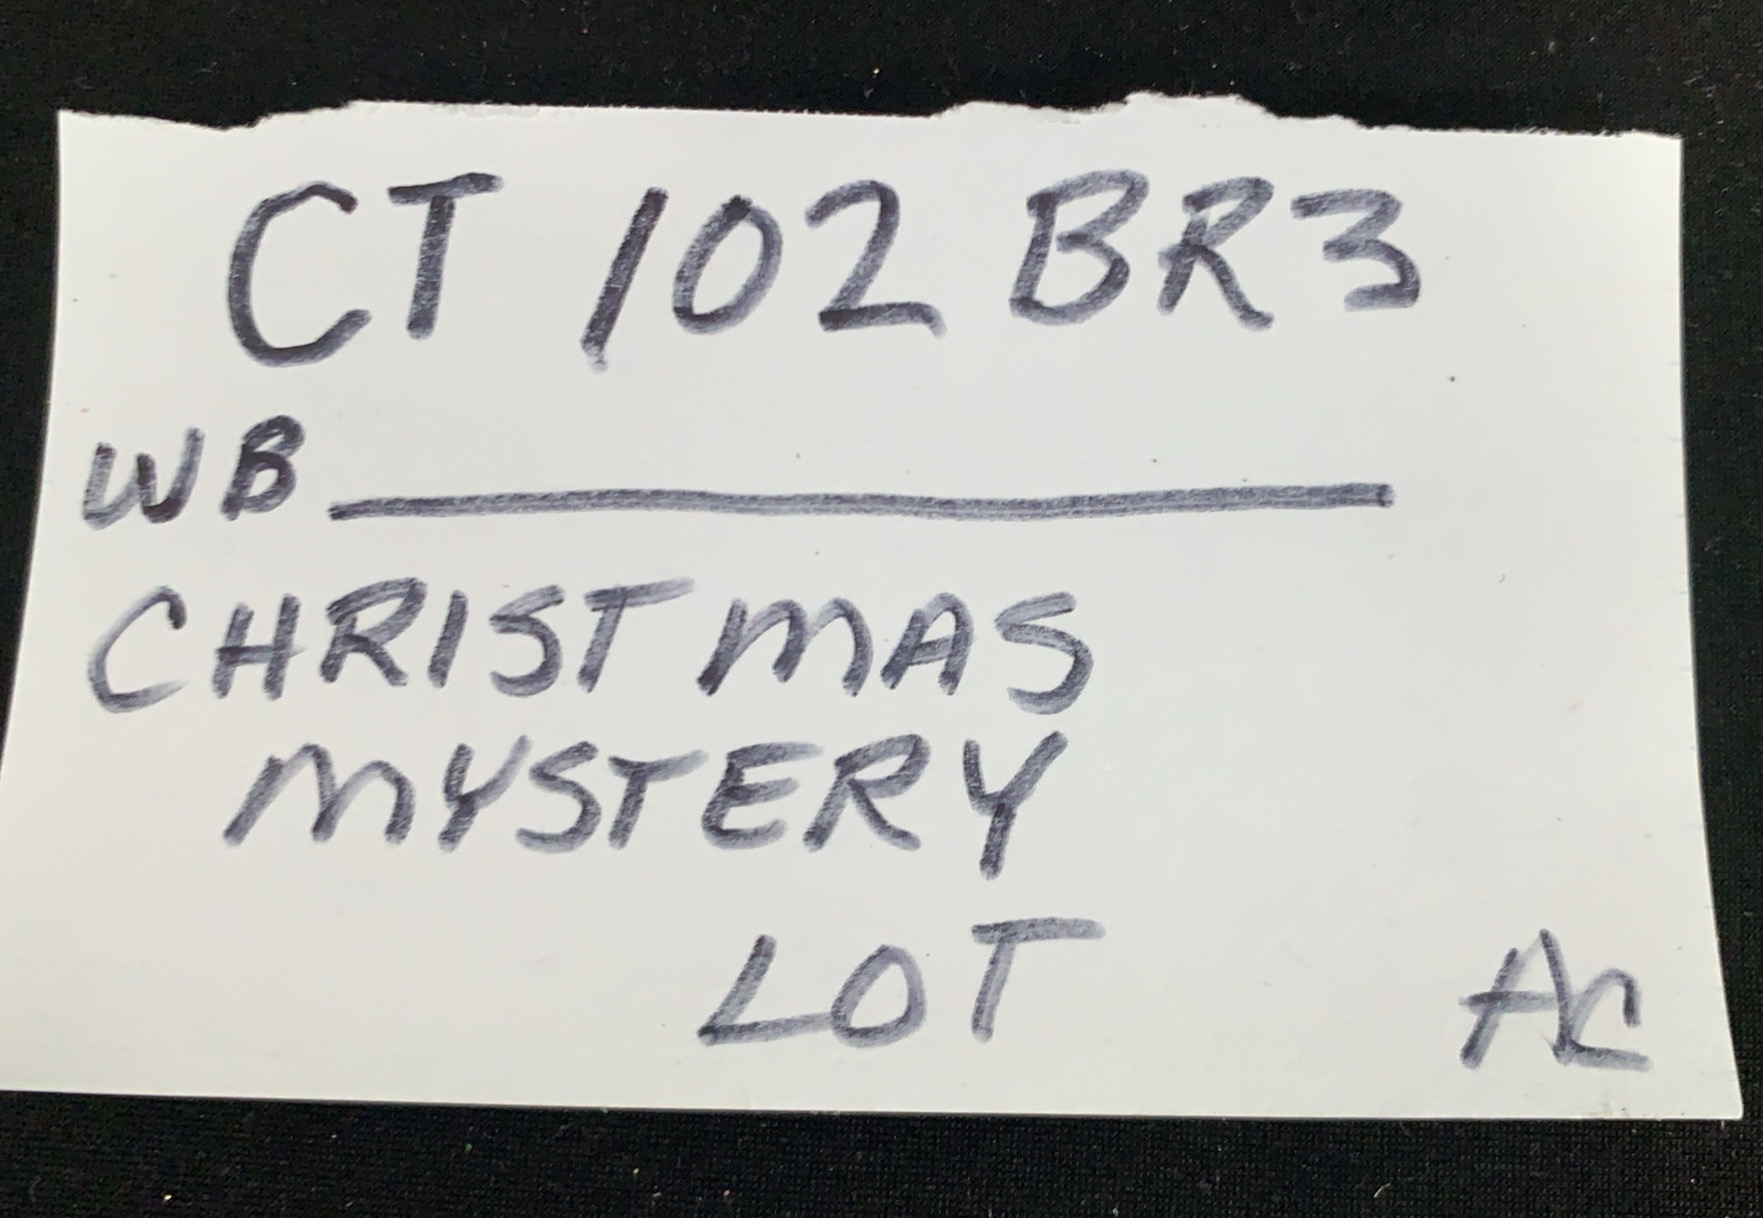 CT 102 BR3
WB
CHRISTMAS
MYSTERY
LOT
AC